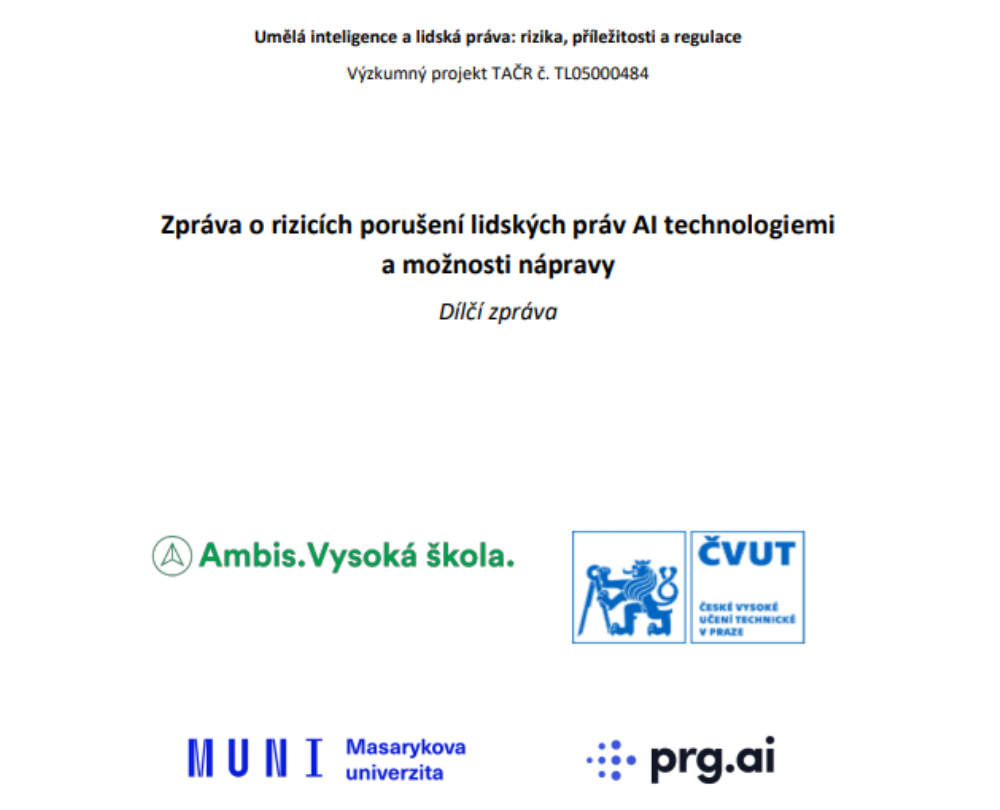 Umělá inteligence a lidská práva: rizika, příležitosti a regulace
Výzkumný projekt TAČR č. TL05000484
Zpráva o rizicích porušení lidských práv AI technologiemi
a možnosti nápravy
Dílčí zpráva
Ambis.Vysoká škola.
ČVUT
ČESKÉ VYSOKÉ
UČENÍ TECHNICKÉ
V PRAZE
MUNI
Masarykova
univerzita
prg.ai